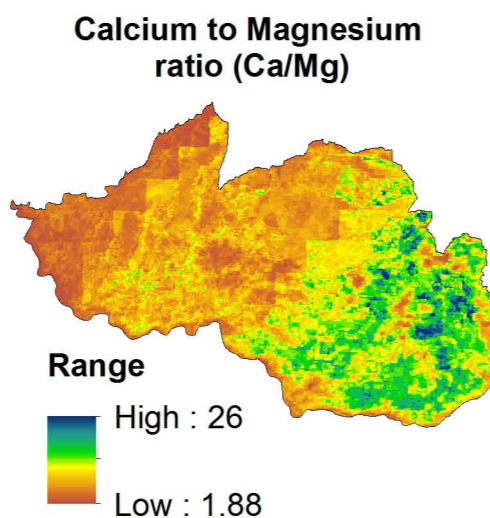 Calcium to Magnesium
ratio (Ca/Mg)
Range
High : 26
Low : 1.88